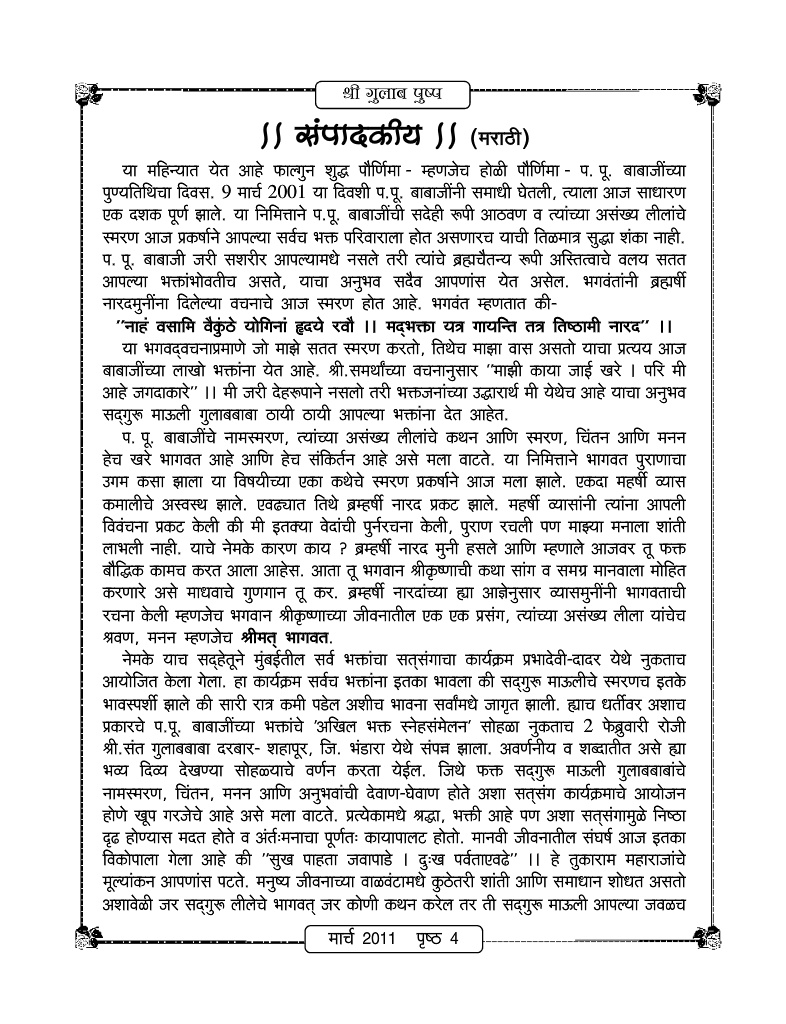 श्री गुलाब पुष्प
।। संपादकीय ।। (मराठी)
या महिन्यात येत आहे फाल्गुन शुद्ध पौर्णिमा - म्हणजेच होळी पौर्णिमा - प. पू. बाबाजींच्या
पुण्यतिथिचा दिवस. 9 मार्च 2001 या दिवशी प.पू. बाबाजींनी समाधी घेतली, त्याला आज साधारण
एक दशक पूर्ण झाले. या निमित्ताने प.पू. बाबाजींची सदेही रूपी आठवण व त्यांच्या असंख्य लीलांचे
स्मरण आज प्रकर्षाने आपल्या सर्वच भक्त परिवाराला होत असणारच याची तिळमात्र सुद्धा शंका नाही.
प. पू. बाबाजी जरी सशरीर आपल्यामधे नसले तरी त्यांचे ब्रह्मचैतन्य रूपी अस्तित्वाचे वलय सतत
आपल्या भक्तांभोवतीच असते, याचा अनुभव सदैव आपणांस येत असेल. भगवंतांनी ब्रह्मर्षी
नारदमुनींना दिलेल्या वचनाचे आज स्मरण होत आहे. भगवंत म्हणतात की-
"नाहं वसामि वैकुंठे योगिनां हृदये रवौ ।। मद्भक्ता यत्र गायन्ति तत्र तिष्ठामी नारद" ।।
या भगवद्वचनाप्रमाणे जो माझे सतत स्मरण करतो, तिथेच माझा वास असतो याचा प्रत्यय आज
बाबाजींच्या लाखो भक्तांना येत आहे. श्री.समर्थांच्या वचनानुसार "माझी काया जाई खरे । परि मी
आहे जगदाकारे" ।। मी जरी देहरूपाने नसलो तरी भक्तजनांच्या उद्धारार्थ मी येथेच आहे याचा अनुभव
सद्गुरू माऊली गुलाबबाबा ठायी ठायी आपल्या भक्तांना देत आहेत.
प. पू. बाबाजींचे नामस्मरण, त्यांच्या असंख्य लीलांचे कथन आणि स्मरण, चिंतन आणि मनन
हेच खरे भागवत आहे आणि हेच संकिर्तन आहे असे मला वाटते. या निमित्ताने भागवत पुराणाचा
उगम कसा झाला या विषयीच्या एका कथेचे स्मरण प्रकर्षाने आज मला झाले. एकदा महर्षी व्यास
कमालीचे अस्वस्थ झाले. एवढ्यात तिथे ब्रम्हर्षी नारद प्रकट झाले. महर्षी व्यासांनी त्यांना आपली
विवंचना प्रकट केली की मी इतक्या वेदांची पुर्नरचना केली, पुराण रचली पण माझ्या मनाला शांती
लाभली नाही. याचे नेमके कारण काय ? ब्रम्हर्षी नारद मुनी हसले आणि म्हणाले आजवर तू फक्त
बौद्धिक कामच करत आला आहेस. आता तू भगवान श्रीकृष्णाची कथा सांग व समग्र मानवाला मोहित
करणारे असे माधवाचे गुणगान तू कर. ब्रम्हर्षी नारदांच्या ह्या आज्ञेनुसार व्यासमुनींनी भागवताची
रचना केली म्हणजेच भगवान श्रीकृष्णाच्या जीवनातील एक एक प्रसंग, त्यांच्या असंख्य लीला यांचेच
श्रवण, मनन म्हणजेच श्रीमत् भागवत.
नेमके याच सद्हेतूने मुंबईतील सर्व भक्तांचा सत्संगाचा कार्यक्रम प्रभादेवी-दादर येथे नुकताच
आयोजित केला गेला. हा कार्यक्रम सर्वच भक्तांना इतका भावला की सद्गुरू माऊलीचे स्मरणच इतके
भावस्पर्शी झाले की सारी रात्र कमी पडेल अशीच भावना सर्वांमधे जागृत झाली. ह्याच धर्तीवर अशाच
प्रकारचे प.पू. बाबाजींच्या भक्तांचे 'अखिल भक्त स्नेहसंमेलन' सोहळा नुकताच 2 फेब्रुवारी रोजी
श्री.संत गुलाबबाबा दरबार- शहापूर, जि. भंडारा येथे संपन्न झाला. अवर्णनीय व शब्दातीत असे ह्या
भव्य दिव्य देखण्या सोहळ्याचे वर्णन करता येईल. जिथे फक्त सद्गुरू माऊली गुलाबबाबांचे
नामस्मरण, चिंतन, मनन आणि अनुभवांची देवाण-घेवाण होते अशा सत्संग कार्यक्रमाचे आयोजन
होणे खूप गरजेचे आहे असे मला वाटते. प्रत्येकामधे श्रद्धा, भक्ती आहे पण अशा सत्संगामुळे निष्ठा
दृढ होण्यास मदत होते व अंर्तःमनाचा पूर्णतः कायापालट होतो. मानवी जीवनातील संघर्ष आज इतका
विकोपाला गेला आहे की "सुख पाहता जवापाडे । दुःख पर्वताएवढे" ।। हे तुकाराम महाराजांचे
मूल्यांकन आपणांस पटते. मनुष्य जीवनाच्या वाळवंटामधे कुठेतरी शांती आणि समाधान शोधत असतो
अशावेळी जर सद्गुरू लीलेचे भागवत् जर कोणी कथन करेल तर ती सद्गुरू माऊली आपल्या जवळच
मार्च 2011 पृष्ठ 4